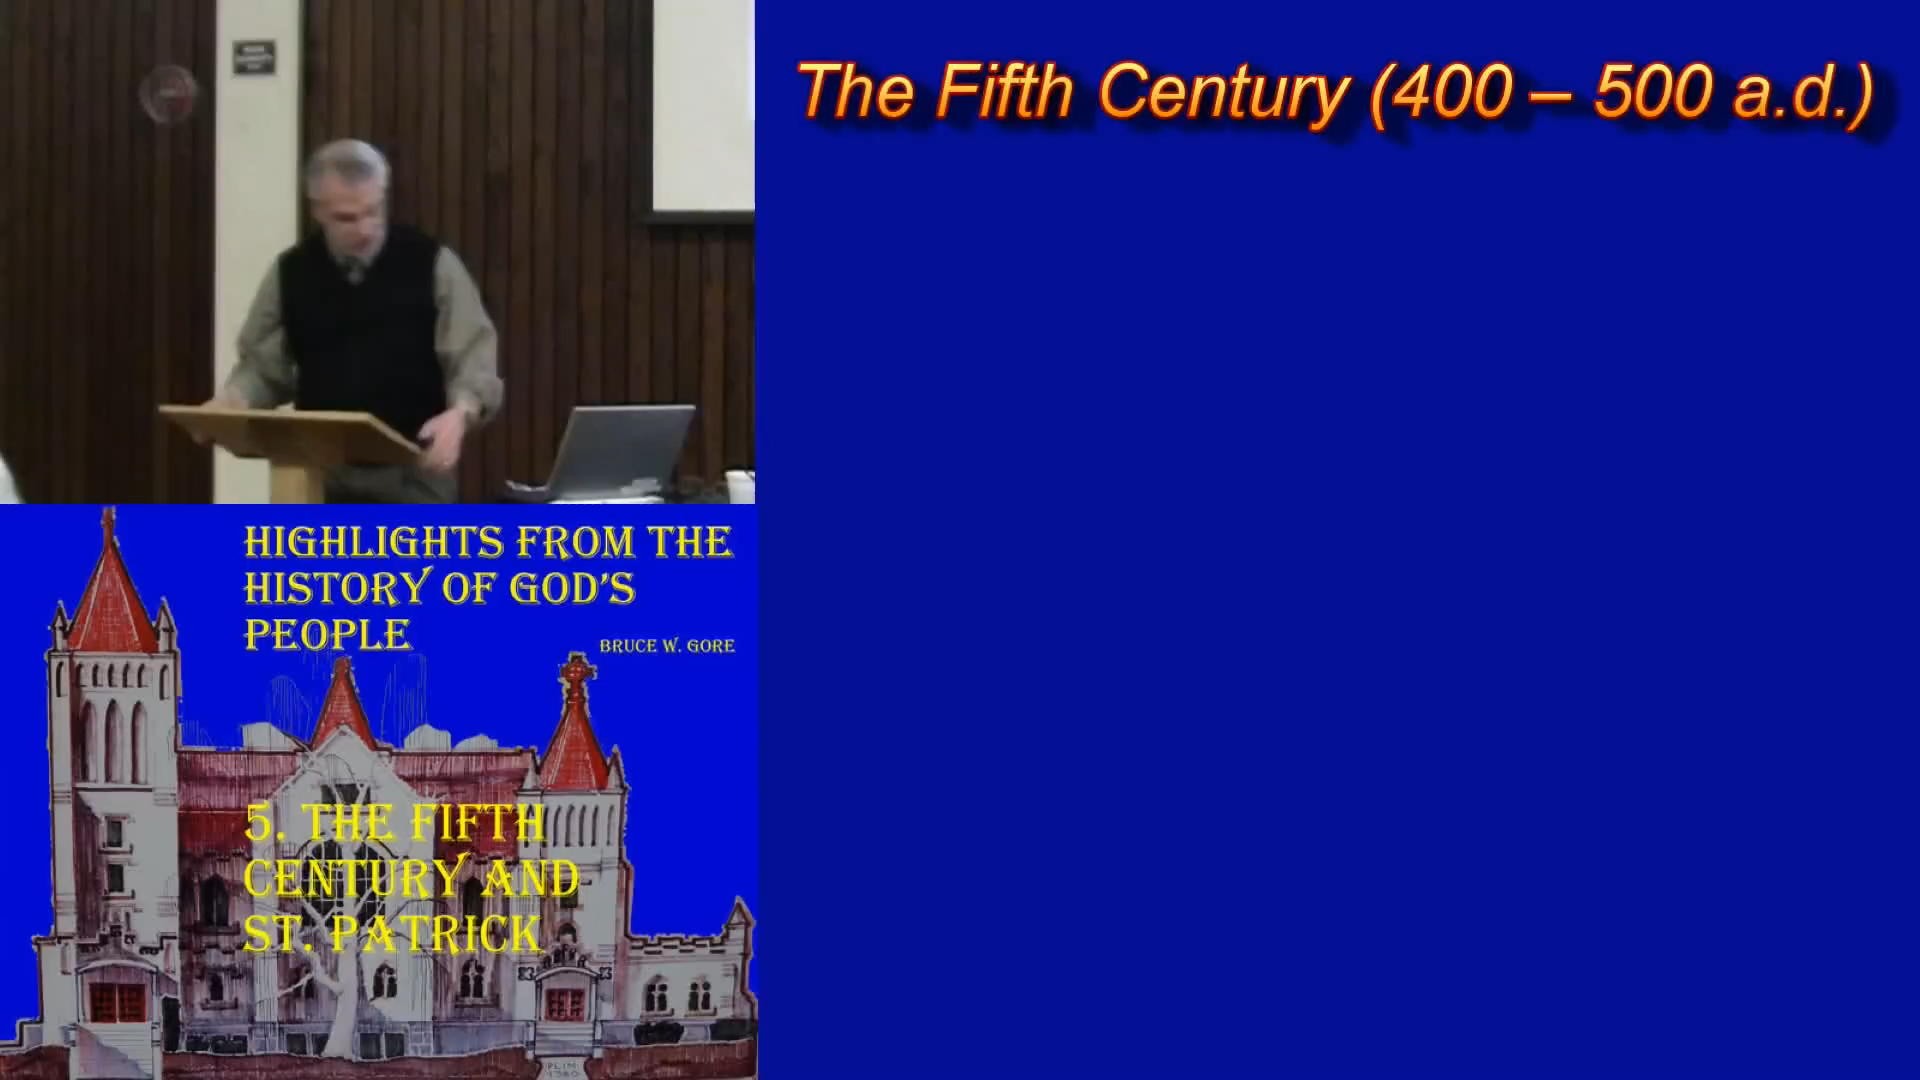 The Fifth Century (400 – 500 a.d.)
HIGHLIGHTS FROM THE
HISTORY OF GOD'S
PEOPLE
BRUCE W. GORE
5. THE FIFTH
CENTURY AND
ST. PATRICK